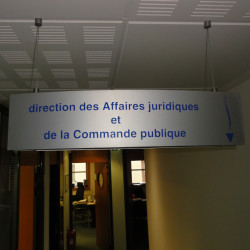 direction des Affaires juridiques
et
de la Commande publique